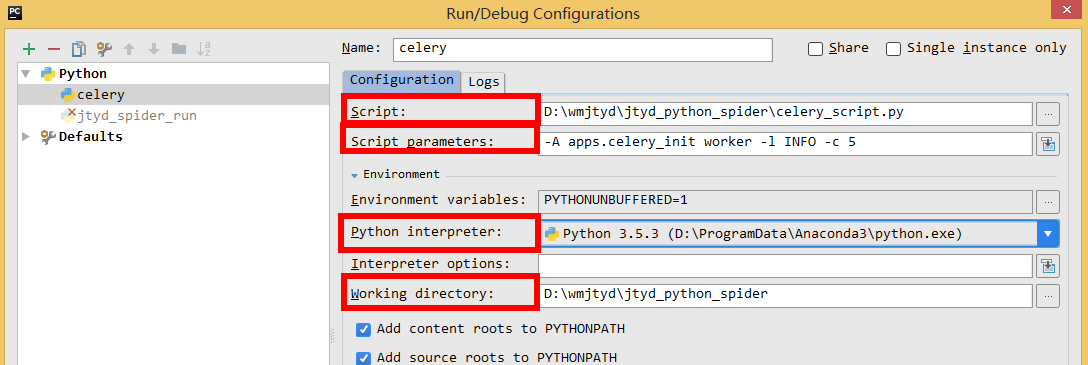 PC
Run/Debug Configurations
Name: celery
Share
Single instance only
Python
celery
jtyd_spider_run
Defaults
Configuration
Logs
Script: D:\wmjtyd\jtyd_python_spider\celery_script.py
Script parameters: -A apps.celery_init worker -l INFO -c 5
Environment
Environment variables: PYTHONUNBUFFERED=1
Python interpreter: Python 3.5.3 (D:\ProgramData\Anaconda3\python.exe)
Interpreter options:
Working directory: D:\wmjtyd\jtyd_python_spider
Add content roots to PYTHONPATH
Add source roots to PYTHONPATH